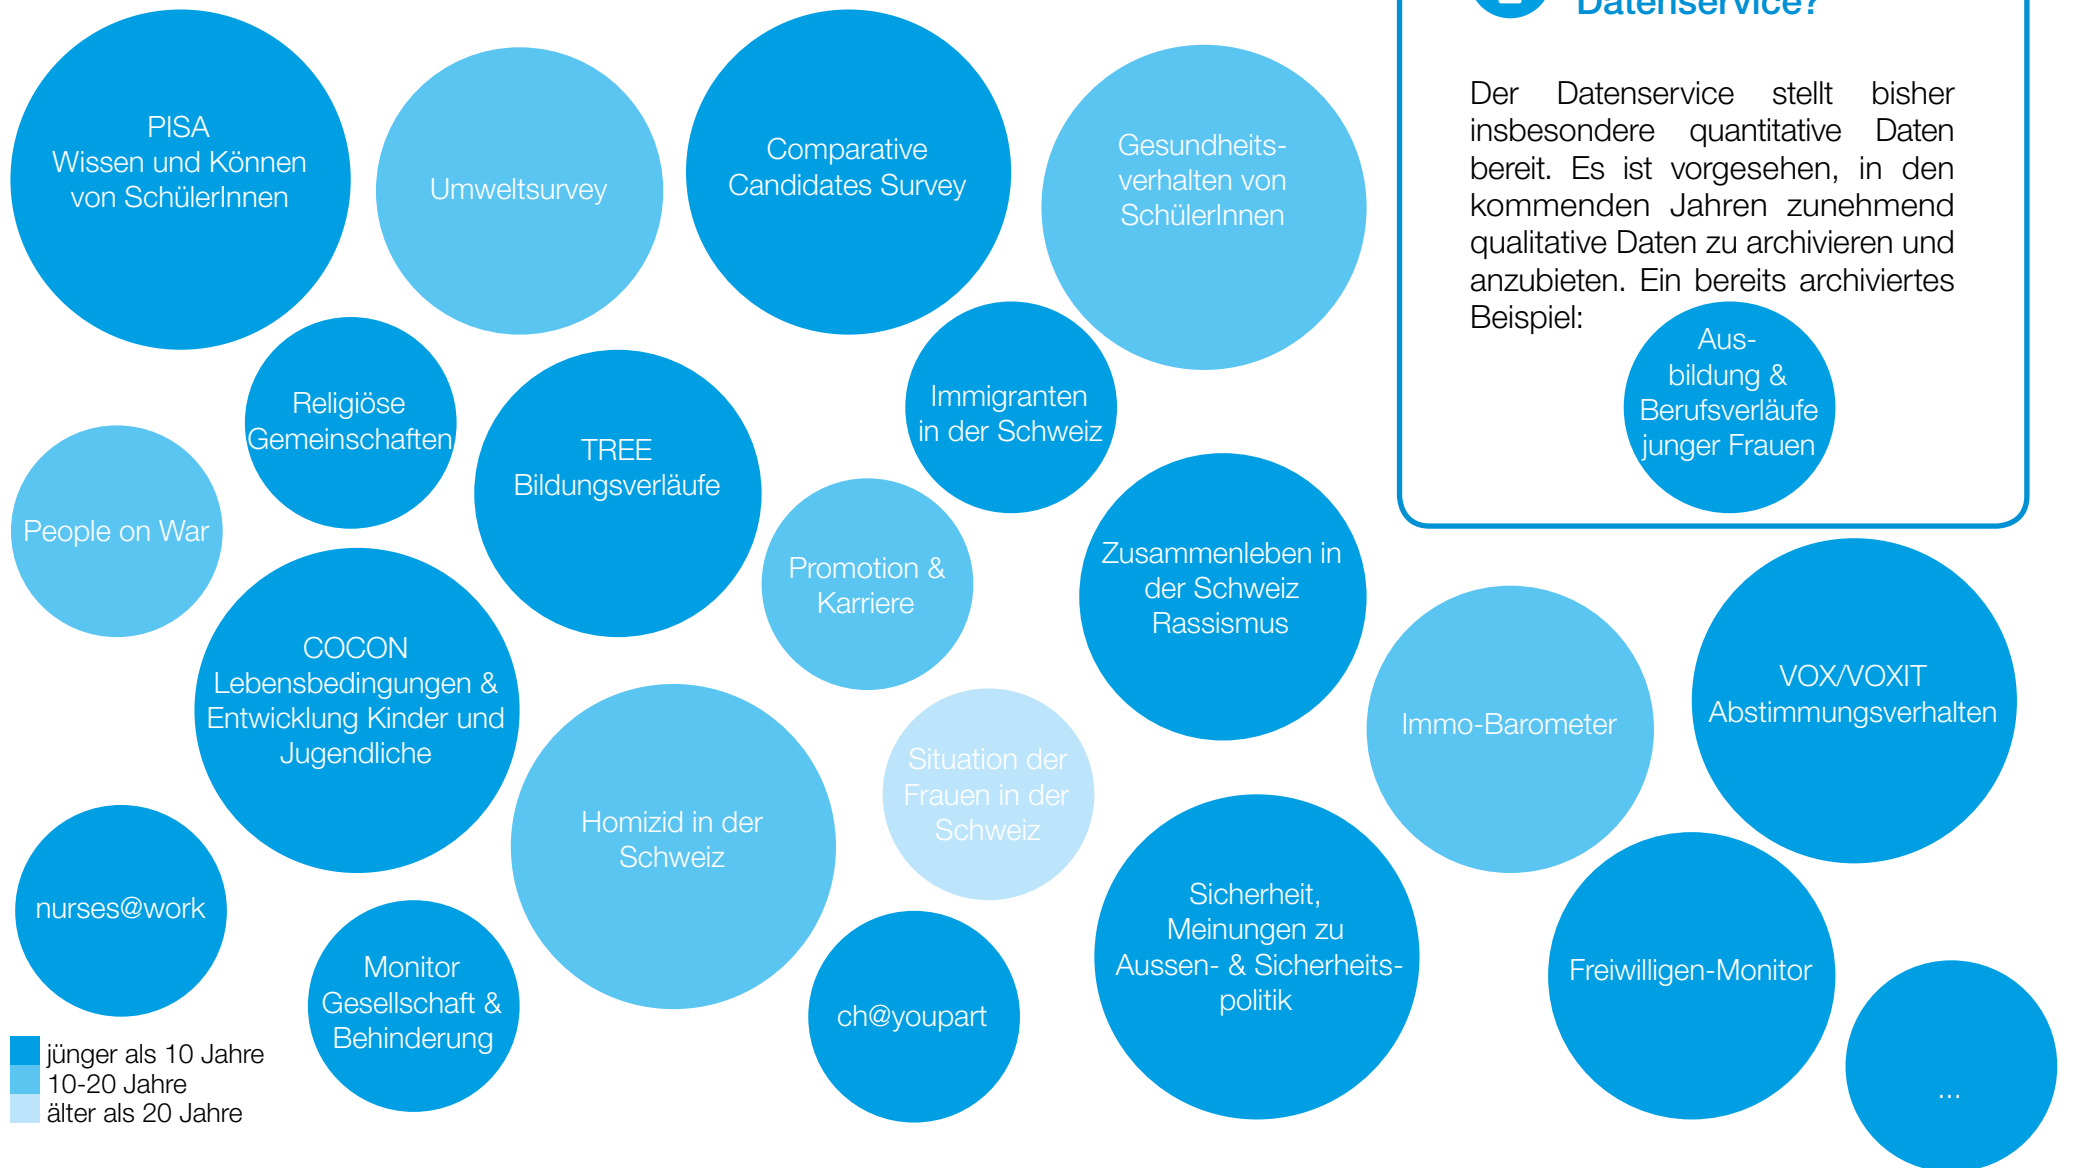 Datenservice?
Der Datenservice stellt bisher
insbesondere quantitative Daten
bereit. Es ist vorgesehen, in den
kommenden Jahren zunehmend
qualitative Daten zu archivieren und
anzubieten. Ein bereits archiviertes
Beispiel:
Aus-
bildung &
Berufsverläufe
junger Frauen
PISA
Wissen und Können
von SchülerInnen
Umweltsurvey
Comparative
Candidates Survey
Gesundheits-
verhalten von
SchülerInnen
Religiöse
Gemeinschaften
TREE
Bildungsverläufe
Immigranten
in der Schweiz
People on War
Promotion &
Karriere
Zusammenleben in
der Schweiz
Rassismus
COCON
Lebensbedingungen &
Entwicklung Kinder und
Jugendliche
Immo-Barometer
VOX/VOXIT
Abstimmungsverhalten
Homizid in der
Schweiz
Situation der
Frauen in der
Schweiz
nurses@work
Monitor
Gesellschaft &
Behinderung
ch@youpart
Sicherheit,
Meinungen zu
Aussen- & Sicherheits-
politik
Freiwilligen-Monitor
...
jünger als 10 Jahre
10-20 Jahre
älter als 20 Jahre